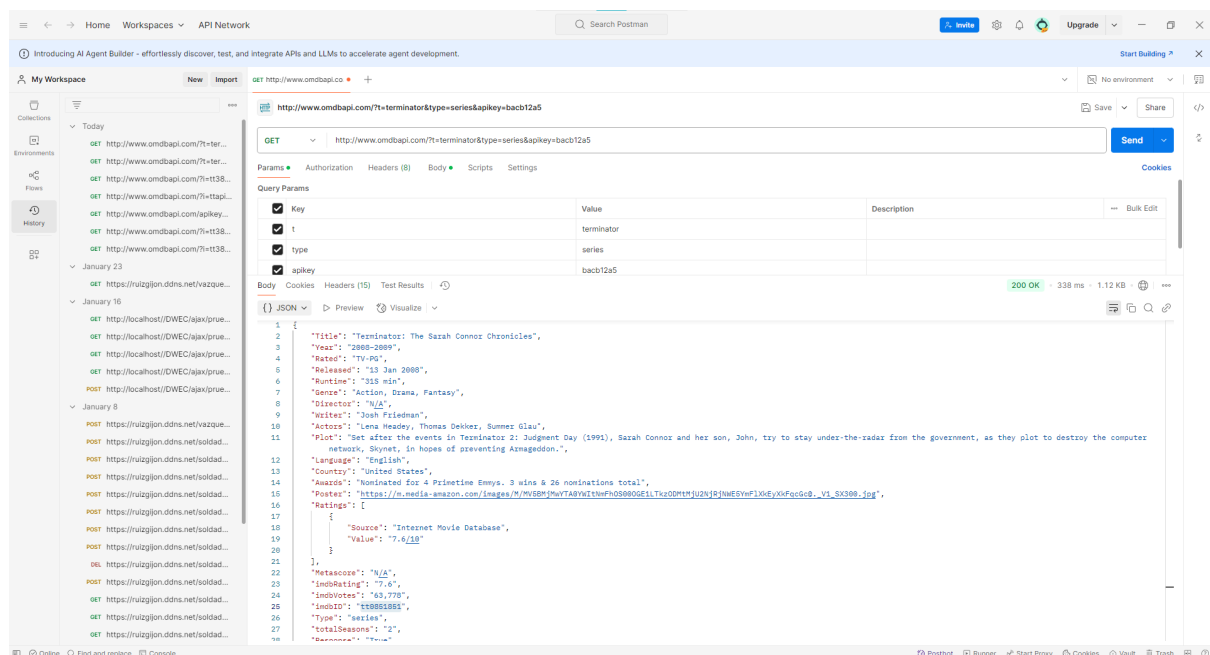 Home Workspaces API Network Search Postman Invite Upgrade
Introducing AI Agent Builder - effortlessly discover, test, and integrate APIs and LLMs to accelerate agent development. Start Building
My Workspace New Import GET http://www.omdbapi.co No environment
Collections
Environments
Flows
History
Today
GET http://www.omdbapi.com/?t=ter...
GET http://www.omdbapi.com/?t=ter...
GET http://www.omdbapi.com/?i=tt38...
GET http://www.omdbapi.com/?i=ttapi...
GET http://www.omdbapi.com/apikey...
GET http://www.omdbapi.com/?i=tt38...
GET http://www.omdbapi.com/?i=tt38...
January 23
GET https://ruizgijon.ddns.net/vazque...
January 16
GET http://localhost//DWEC/ajax/prue...
GET http://localhost//DWEC/ajax/prue...
GET http://localhost//DWEC/ajax/prue...
GET http://localhost//DWEC/ajax/prue...
POST http://localhost//DWEC/ajax/prue...
January 8
POST https://ruizgijon.ddns.net/vazque...
POST https://ruizgijon.ddns.net/soldad...
POST https://ruizgijon.ddns.net/soldad...
POST https://ruizgijon.ddns.net/soldad...
POST https://ruizgijon.ddns.net/soldad...
POST https://ruizgijon.ddns.net/soldad...
POST https://ruizgijon.ddns.net/soldad...
POST https://ruizgijon.ddns.net/soldad...
DEL https://ruizgijon.ddns.net/soldad...
POST https://ruizgijon.ddns.net/soldad...
GET https://ruizgijon.ddns.net/soldad...
GET https://ruizgijon.ddns.net/soldad...
GET https://ruizgijon.ddns.net/soldad...
http://www.omdbapi.com/?t=terminator&type=series&apikey=bacb12a5 Save Share
GET http://www.omdbapi.com/?t=terminator&type=series&apikey=bacb12a5 Send
Params Authorization Headers (8) Body Scripts Settings Cookies
Query Params
Key Value Description Bulk Edit
t terminator
type series
apikey bacb12a5
Body Cookies Headers (15) Test Results 200 OK 338 ms 1.12 KB
{} JSON Preview Visualize
1 {
2 "Title": "Terminator: The Sarah Connor Chronicles",
3 "Year": "2008–2009",
4 "Rated": "TV-PG",
5 "Released": "13 Jan 2008",
6 "Runtime": "31S min",
7 "Genre": "Action, Drama, Fantasy",
8 "Director": "N/A",
9 "Writer": "Josh Friedman",
10 "Actors": "Lena Headey, Thomas Dekker, Summer Glau",
11 "Plot": "Set after the events in Terminator 2: Judgment Day (1991), Sarah Connor and her son, John, try to stay under-the-radar from the government, as they plot to destroy the computer
network, Skynet, in hopes of preventing Armageddon.",
12 "Language": "English",
13 "Country": "United States",
14 "Awards": "Nominated for 4 Primetime Emmys. 3 wins & 26 nominations total",
15 "Poster":
16 "Ratings": [
17 {
18 "Source": "Internet Movie Database",
19 "Value": "7.6/10"
20 }
21 ],
22 "Metascore": "N/A",
23 "imdbRating": "7.6",
24 "imdbVotes": "63,778",
25 "imdbID": "tt0851851",
26 "Type": "series",
27 "totalSeasons": "2",
28 "Response": "True"
Online Find and replace Console Postbot Runner Start Proxy Cookies Vault Trash